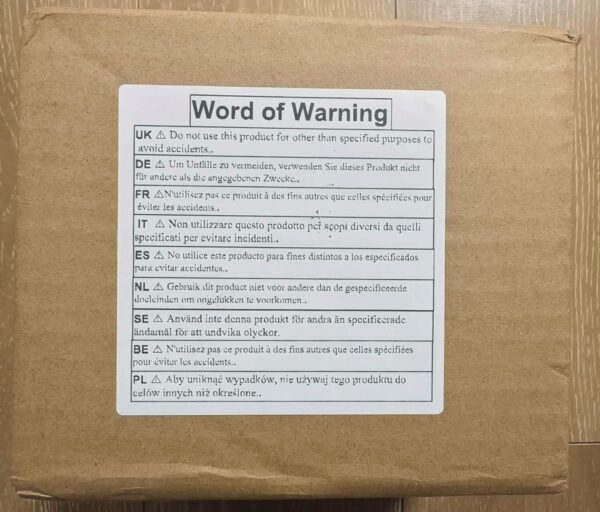 Word of Warning
UK ⚠ Do not use this product for other than specified purposes to
avoid accidents..
DE ⚠ Um Unfälle zu vermeiden, verwenden Sie dieses Produkt nicht
für andere als die angegebenen Zwecke..
FR ⚠N'utilisez pas ce produit à des fins autres que celles spécifiées pour
éviter les accidents..
IT ⚠ Non utilizzare questo prodotto per scopi diversi da quelli
specificati per evitare incidenti..
ES ⚠ No utilice este producto para fines distintos a los especificados
para evitar accidentes..
NL ⚠ Gebruik dit product niet voor andere dan de gespecificeerde
doeleinden om ongelukken te voorkomen..
SE ⚠ Använd inte denna produkt för andra än specificerade
ändamål för att undvika olyckor.
BE ⚠ N'utilisez pas ce produit à des fins autres que celles spécifiées
pour éviter les accidents..
PL ⚠ Aby uniknąć wypadków, nie używaj tego produktu do
celów innych niż określone..